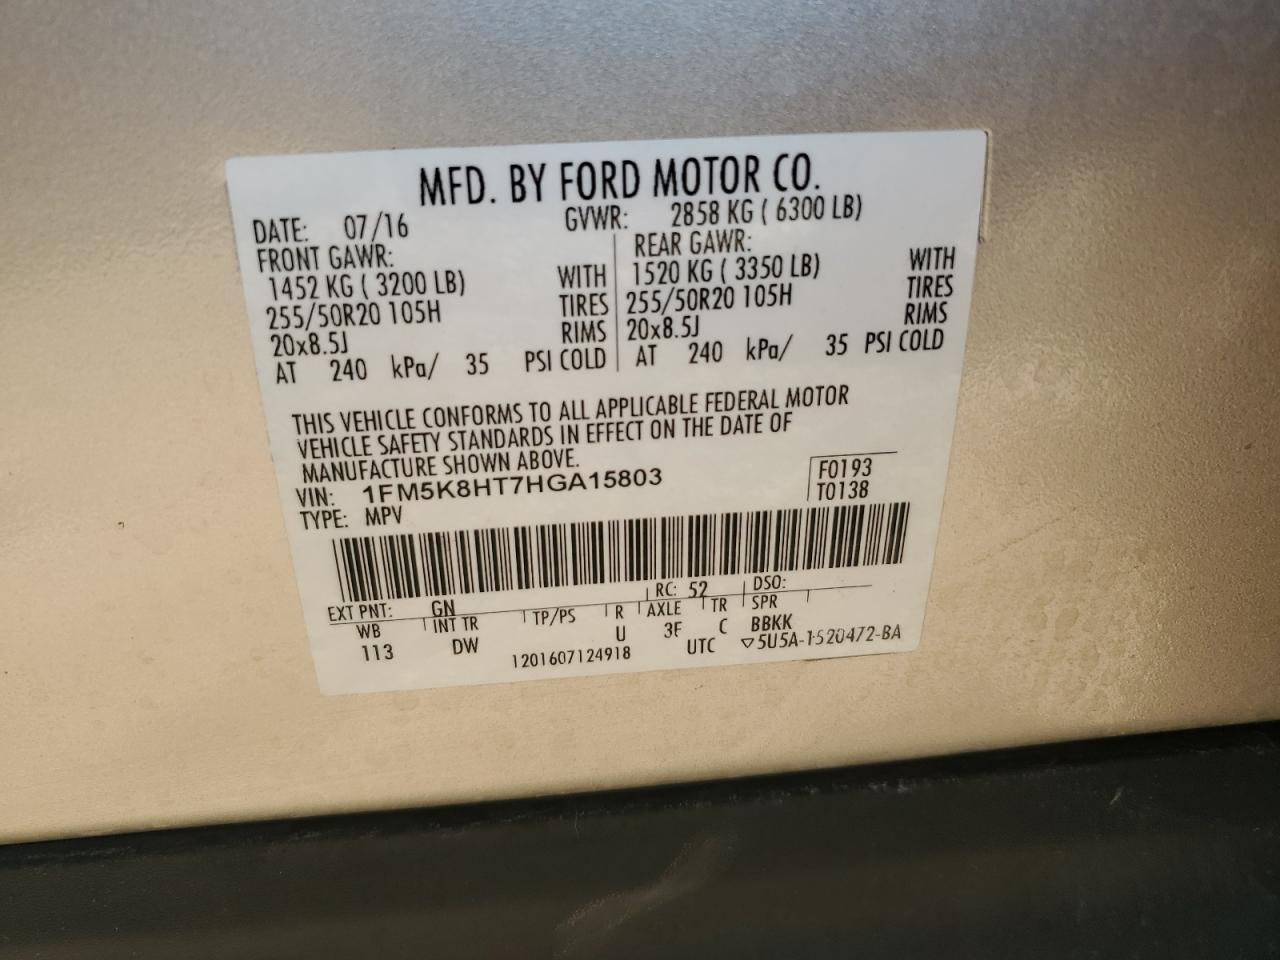 MFD. BY FORD MOTOR CO.
DATE: 07/16 GVWR: 2858 KG ( 6300 LB)
FRONT GAWR: REAR GAWR:
1452 KG ( 3200 LB) WITH 1520 KG ( 3350 LB) WITH
255/50R20 105H TIRES 255/50R20 105H TIRES
20x8.5J RIMS 20x8.5J RIMS
AT 240 kPa/ 35 PSI COLD AT 240 kPa/ 35 PSI COLD
THIS VEHICLE CONFORMS TO ALL APPLICABLE FEDERAL MOTOR
VEHICLE SAFETY STANDARDS IN EFFECT ON THE DATE OF
MANUFACTURE SHOWN ABOVE.
VIN: 1FM5K8HT7HGA15803 F0193
TYPE: MPV T0138
EXT PNT: GN RC: 52 DSO:
WB INT TR TP/PS R AXLE TR SPR
113 DW U 3F C BBKK
1201607124918 UTC ▽5U5A-1520472-BA